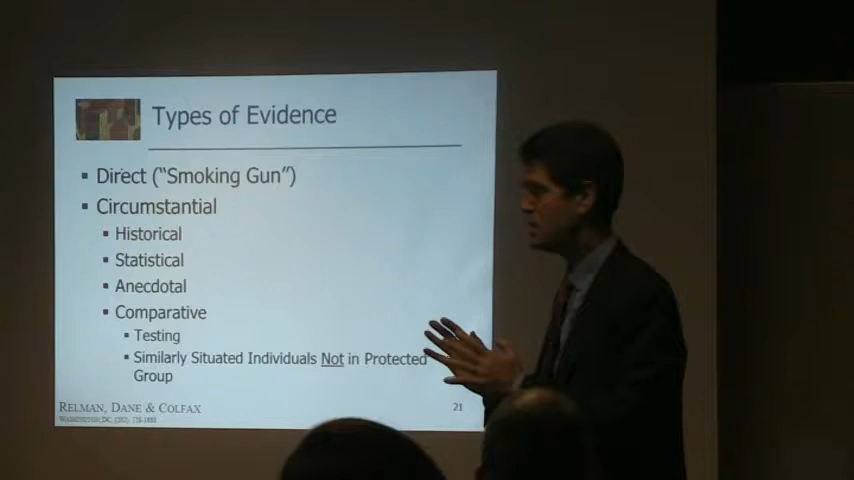 Types of Evidence
Direct ("Smoking Gun")
Circumstantial
Historical
Statistical
Anecdotal
Comparative
Testing
Similarly Situated Individuals Not in Protected
Group
RELMAN, DANE & COLFAX
21